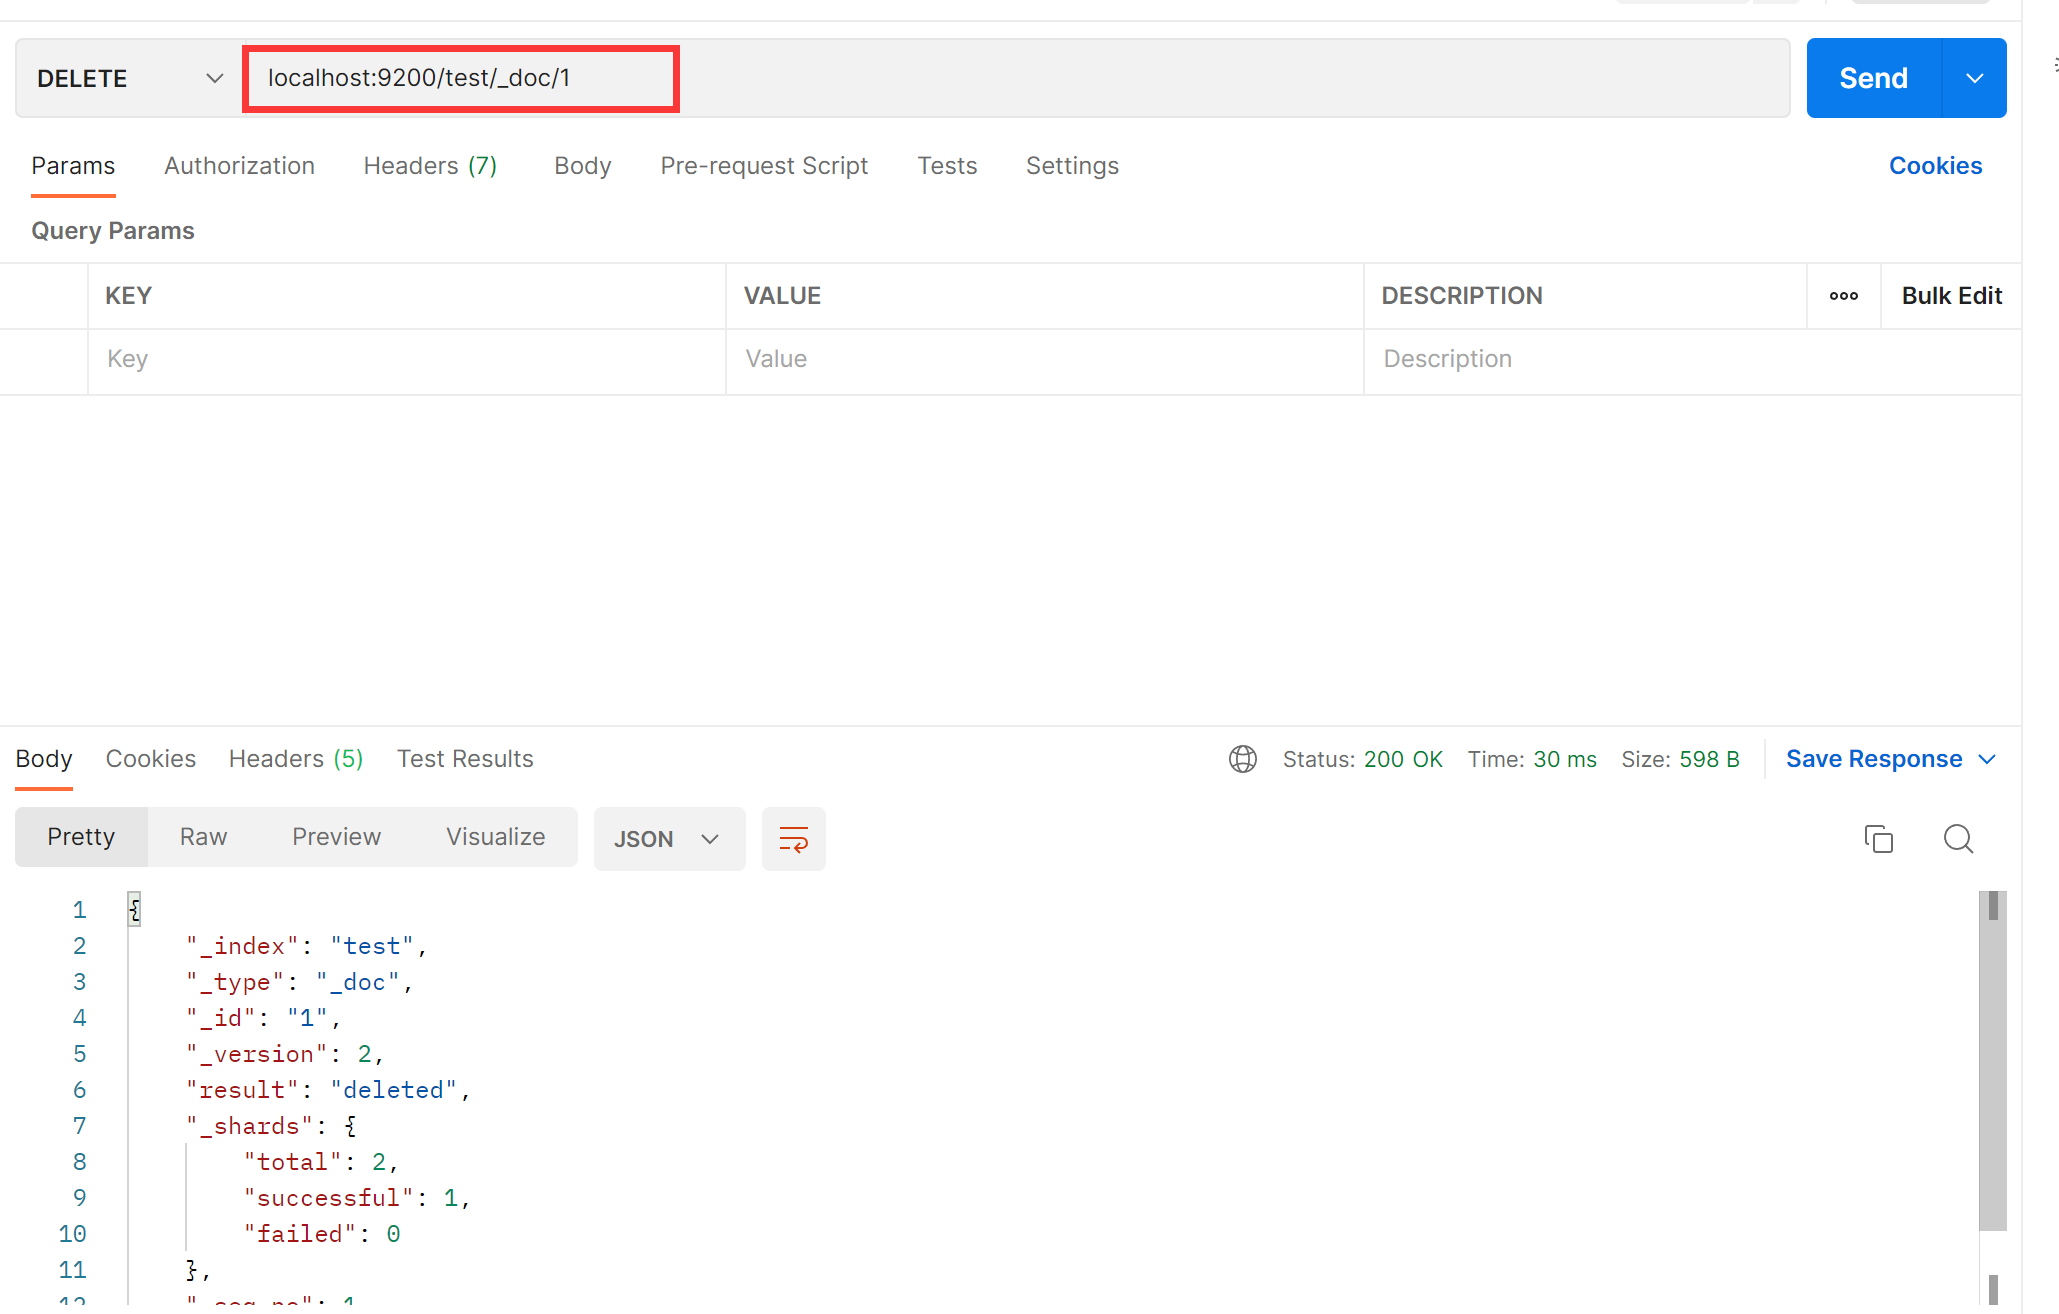 DELETE localhost:9200/test/_doc/1 Send
Params Authorization Headers (7) Body Pre-request Script Tests Settings Cookies
Query Params
KEY VALUE DESCRIPTION Bulk Edit
Key Value Description
Body Cookies Headers (5) Test Results Status: 200 OK Time: 30 ms Size: 598 B Save Response
Pretty Raw Preview Visualize JSON
1 {
2 "_index": "test",
3 "_type": "_doc",
4 "_id": "1",
5 "_version": 2,
6 "result": "deleted",
7 "_shards": {
8 "total": 2,
9 "successful": 1,
10 "failed": 0
11 },
12 "_seq_no": 1